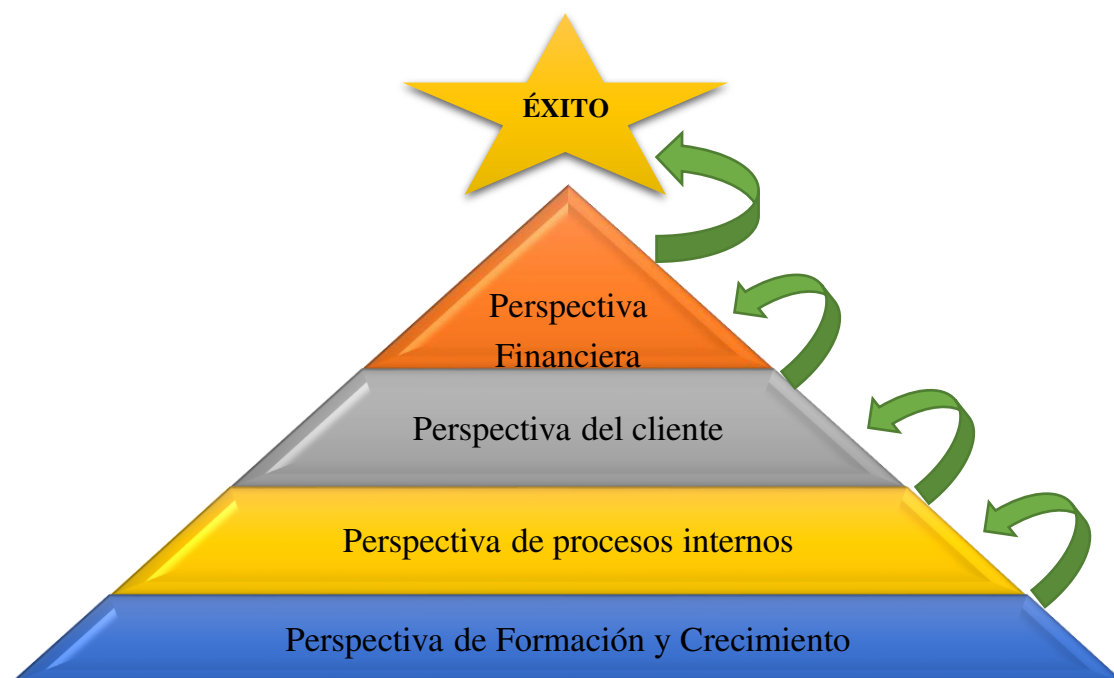 ÉXITO
Perspectiva
Financiera
Perspectiva del cliente
Perspectiva de procesos internos
Perspectiva de Formación y Crecimiento